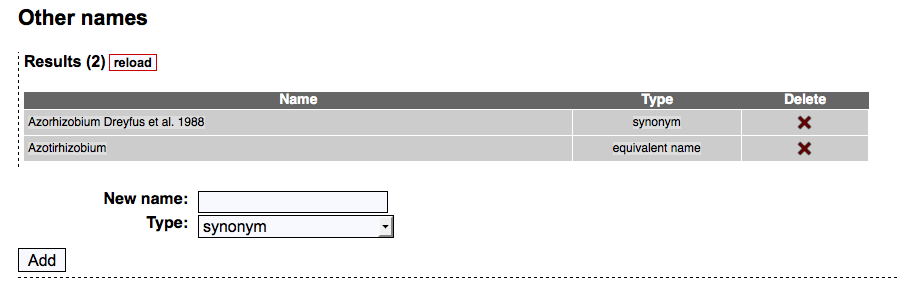 Other names
Results (2) reload
Name Type Delete
Azorhizobium Dreyfus et al. 1988 synonym
Azotirhizobium equivalent name
New name:
Type: synonym
Add